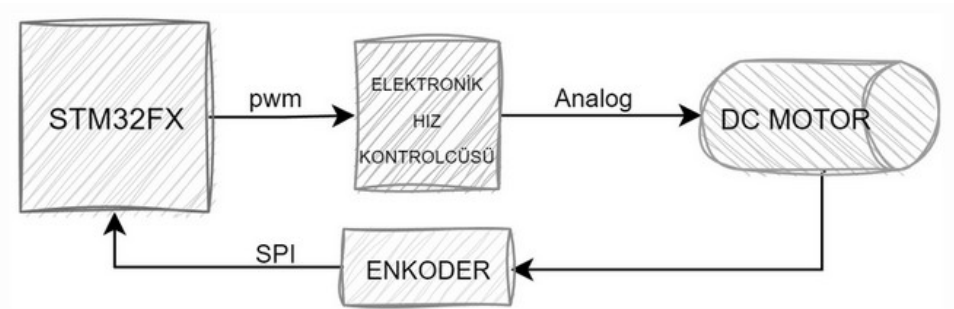 STM32FX
pwm
ELEKTRONİK
HIZ
KONTROLCÜSÜ
Analog
DC MOTOR
SPI
ENKODER